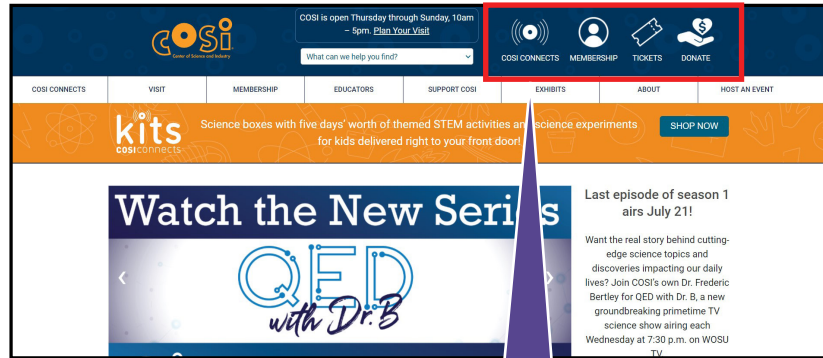 COSI
Center of Science and Industry
COSI is open Thursday through Sunday, 10am
– 5pm. Plan Your Visit
What can we help you find?
COSI CONNECTS MEMBERSHIP TICKETS DONATE
COSI CONNECTS VISIT MEMBERSHIP EDUCATORS SUPPORT COSI EXHIBITS ABOUT HOST AN EVENT
kits
COSI connects
Science boxes with five days' worth of themed STEM activities and science experiments
for kids delivered right to your front door!
SHOP NOW
Watch the New Series
QED
with Dr. B
Last episode of season 1
airs July 21!
Want the real story behind cutting-
edge science topics and
discoveries impacting our daily
lives? Join COSI's own Dr. Frederic
Bertley for QED with Dr. B, a new
groundbreaking primetime TV
science show airing each
Wednesday at 7:30 p.m. on WOSU
TV